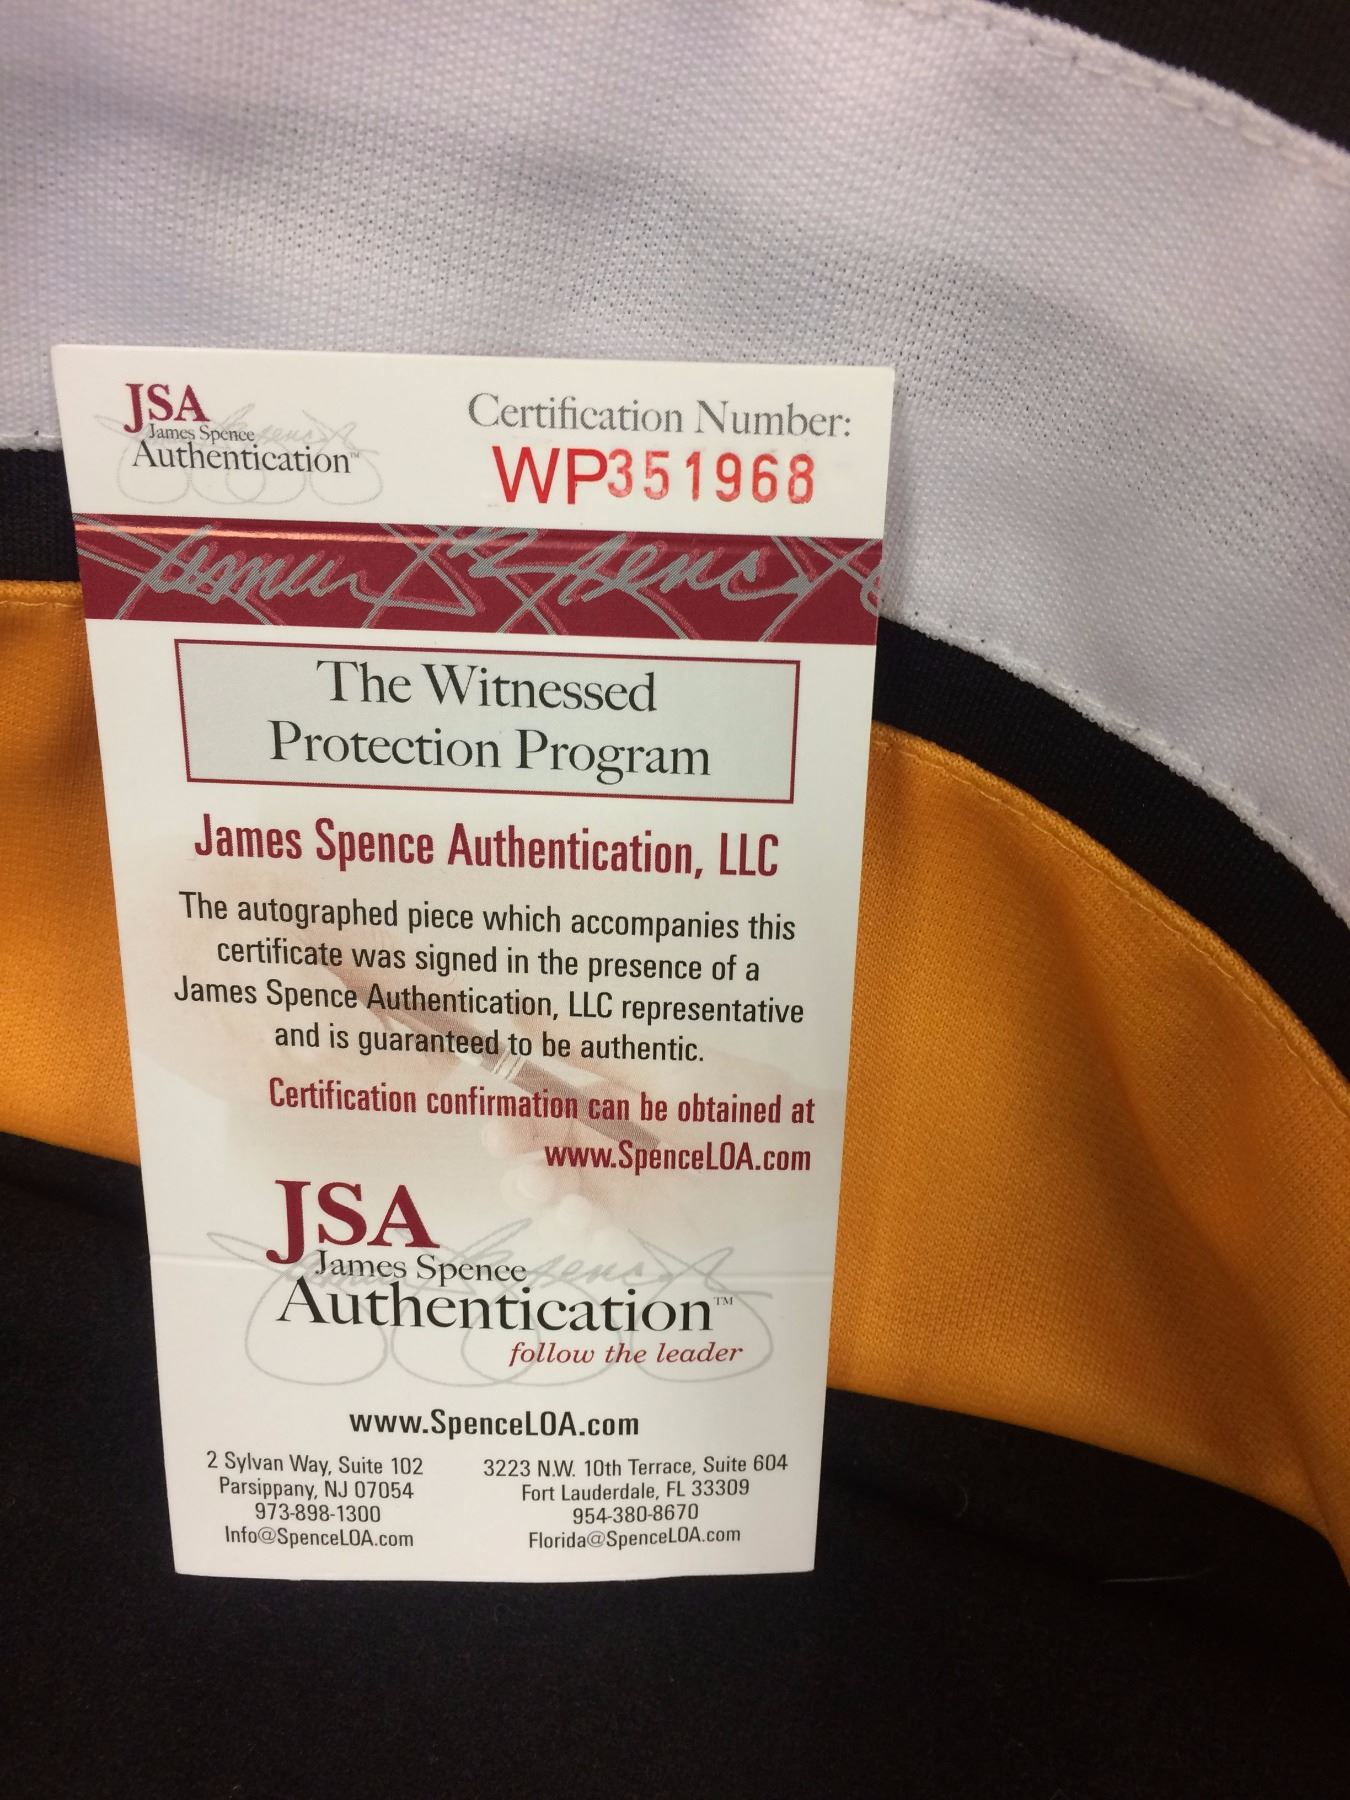 JSA
James Spence
Authentication™
Certification Number:
WP351968
James Spence
The Witnessed
Protection Program
James Spence Authentication, LLC
The autographed piece which accompanies this
certificate was signed in the presence of a
James Spence Authentication, LLC representative
and is guaranteed to be authentic.
Certification confirmation can be obtained at
www.SpenceLOA.com
JSA
James Spence
Authentication™
follow the leader
www.SpenceLOA.com
2 Sylvan Way, Suite 102
Parsippany, NJ 07054
973-898-1300
Info@SpenceLOA.com
3223 N.W. 10th Terrace, Suite 604
Fort Lauderdale, FL 33309
954-380-8670
Florida@SpenceLOA.com